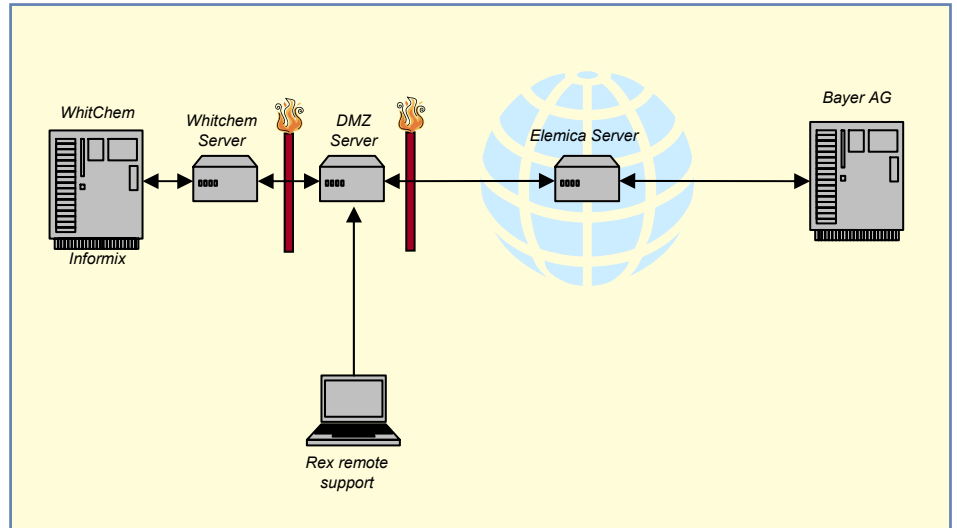 WhitChem
Whitchem
Server
DMZ
Server
Elemica Server
Bayer AG
Informix
Rex remote
support